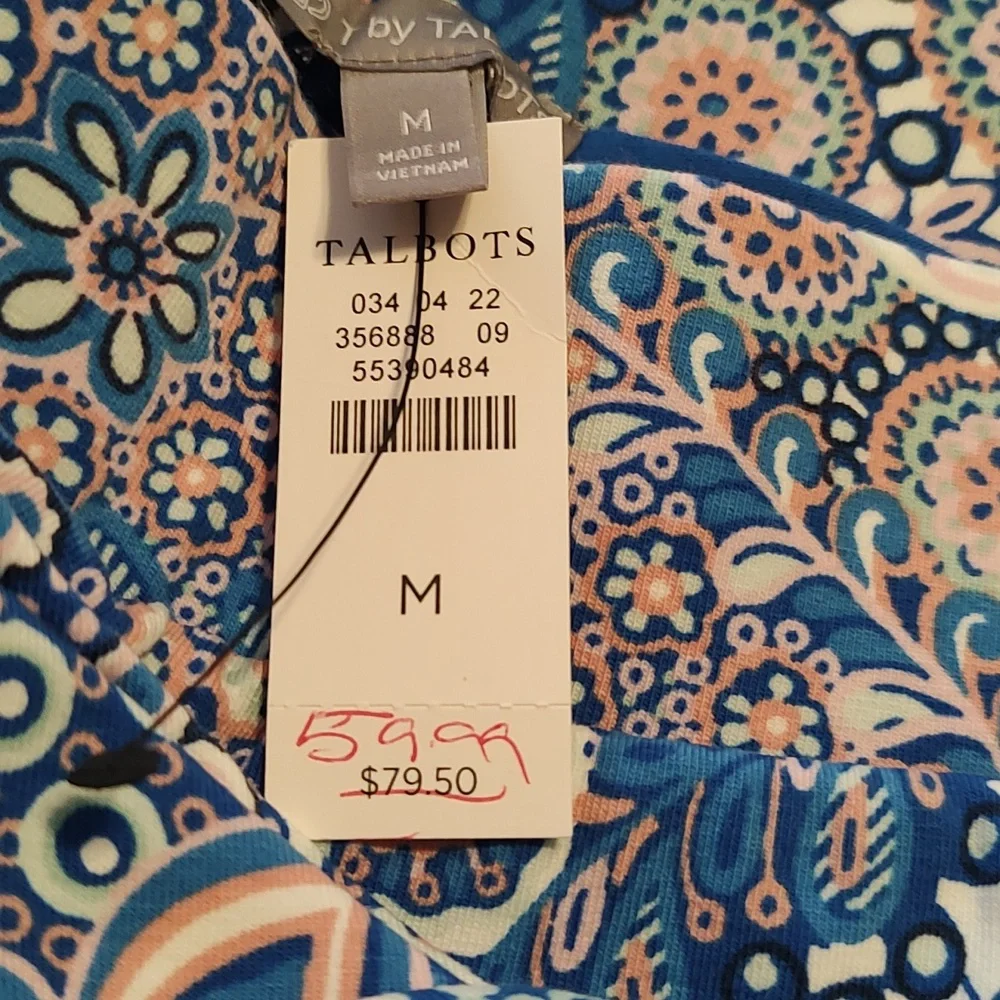 Y by TAL
M
MADE IN
VIETNAM
TALBOTS
034 04 22
356888 09
55390484
M
59.99
$79.50